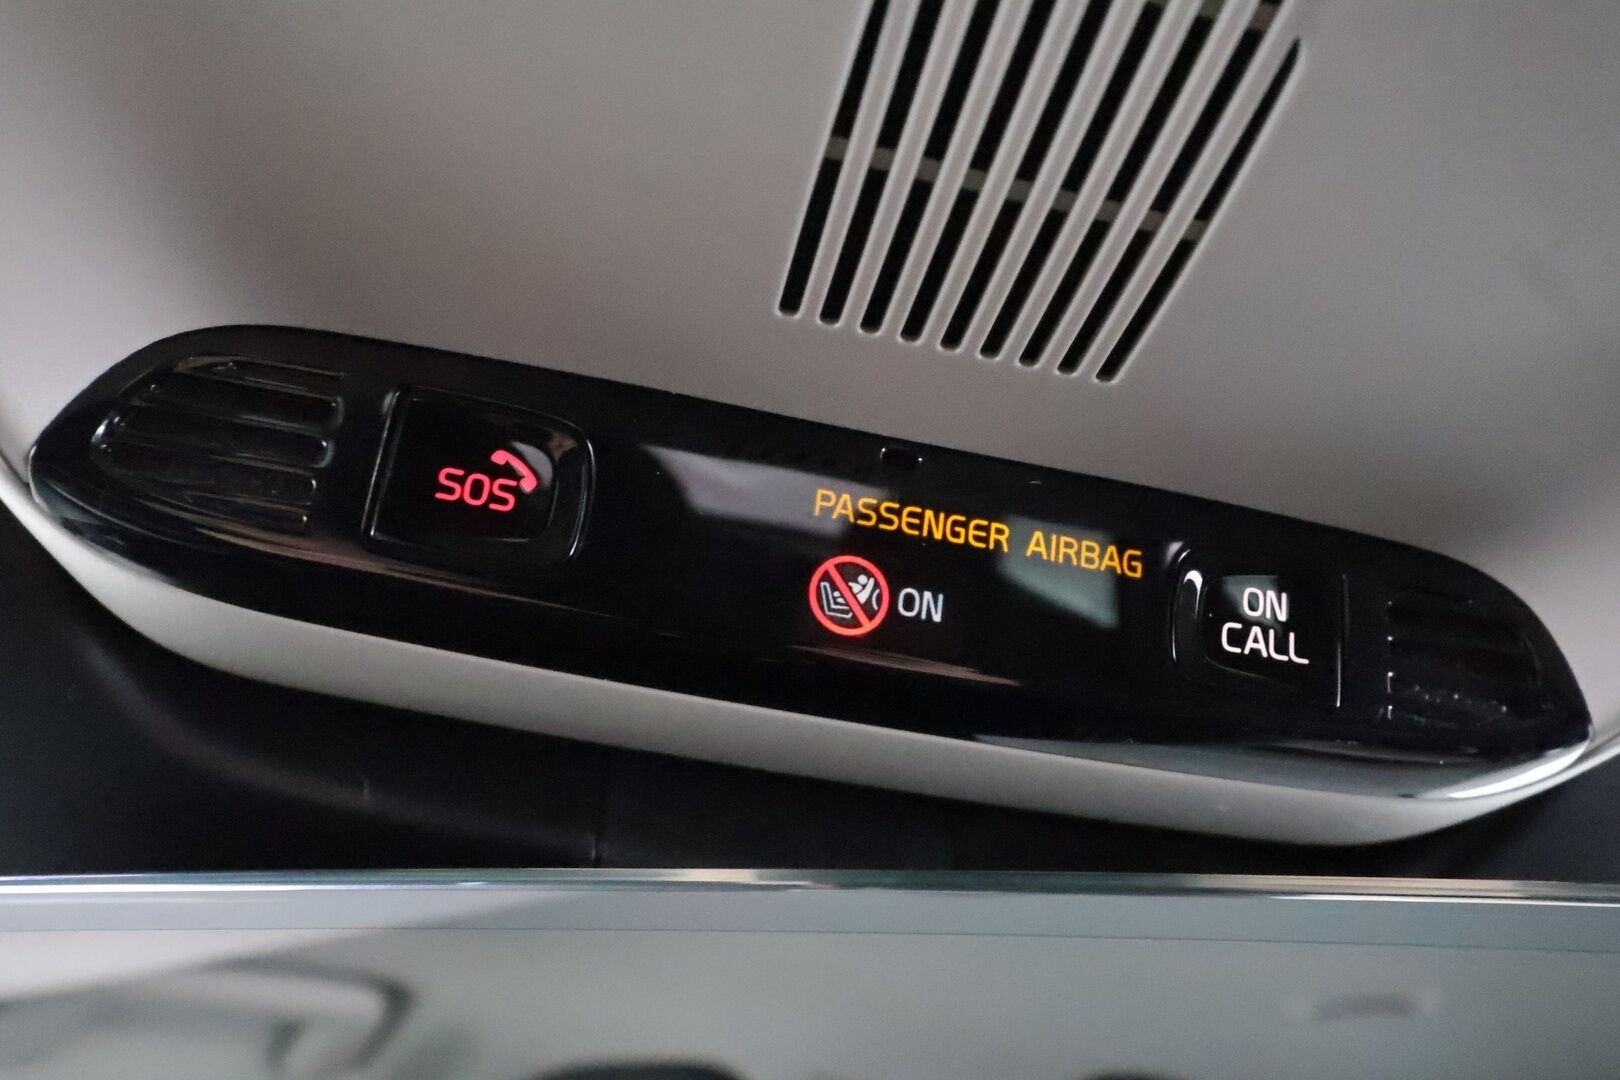 SOS
PASSENGER AIRBAG
ON
ON
CALL